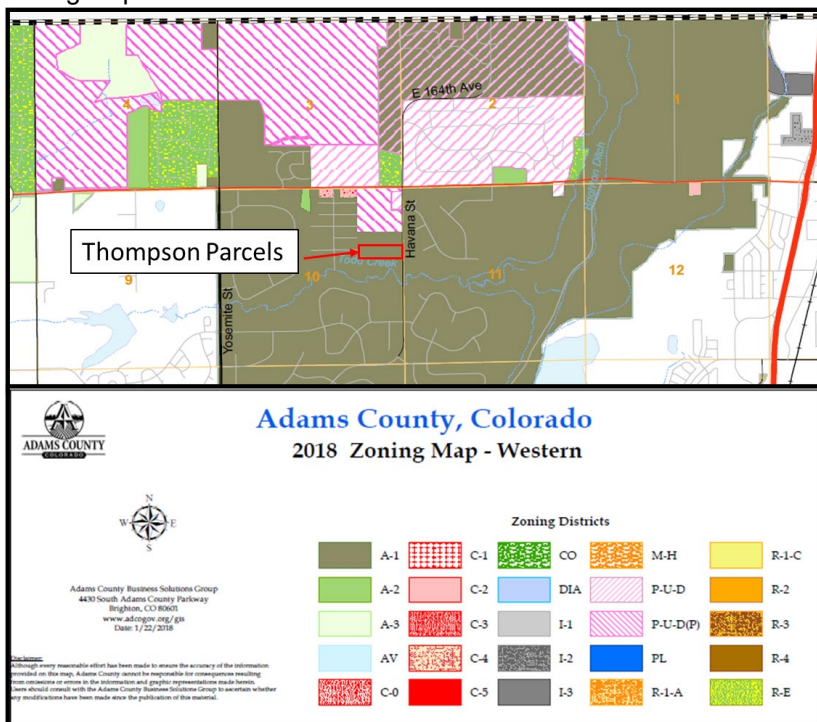 4
3
E 164th Ave
2
1
Brighton Ditch
Thompson Parcels
Havana St
Todd Creek
9
10
11
12
Yosemite St
ADAMS COUNTY
COLORADO
Adams County, Colorado
2018 Zoning Map - Western
N
W E
S
Zoning Districts
A-1 C-1 CO M-H R-1-C
A-2 C-2 DIA P-U-D R-2
A-3 C-3 I-1 P-U-D(P) R-3
AV C-4 I-2 PL R-4
C-0 C-5 I-3 R-1-A R-E
Adams County Business Solutions Group
4430 South Adams County Parkway
Brighton, CO 80601
www.adcogov.org/gis
Date: 1/22/2018
Disclaimer:
Although every reasonable effort has been made to ensure the accuracy of the information
provided on this map, Adams County cannot be responsible for consequences resulting
from omissions or errors in the information and graphic representations made herein.
Users should consult with the Adams County Business Solutions Group to ascertain whether
any modifications have been made since the publication of this material.